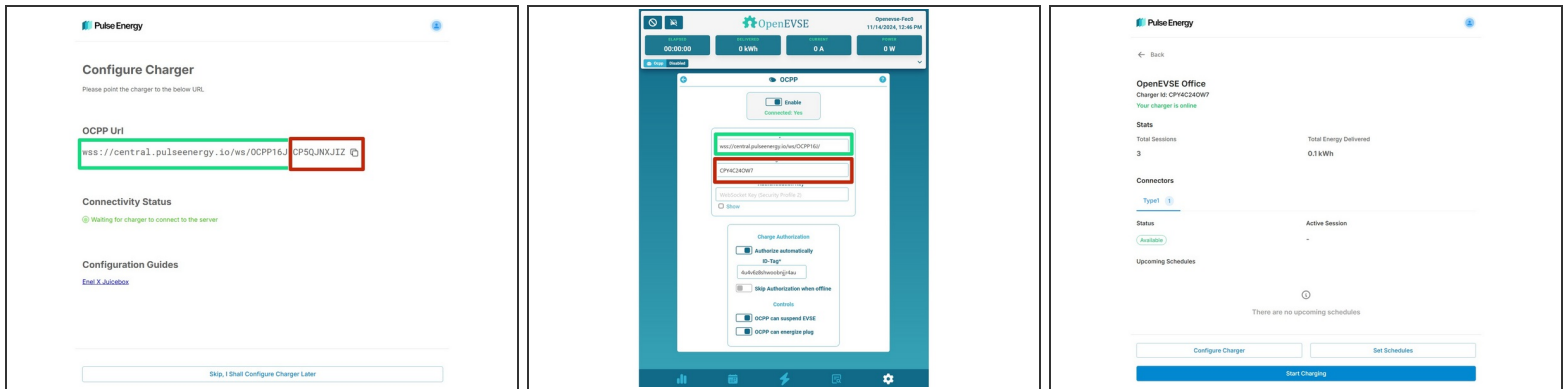 Pulse Energy
Configure Charger
Please point the charger to the below URL
OCPP Url
wss://central.pulseenergy.io/ws/OCPP16J CP5QJNXJIZ
Connectivity Status
Waiting for charger to connect to the server
Configuration Guides
Enel X Juicebox
Skip, I Shall Configure Charger Later
OpenEVSE
Openevse-Fec0
11/14/2024, 12:46 PM
ELAPSED
00:00:00
DELIVERED
0 kWh
CURRENT
0 A
POWER
0 W
Ocpp Disabled
OCPP
Enable
Connected: Yes
wss://central.pulseenergy.io/ws/OCPP16J/
CPY4C24OW7
WebSocket Key (Security Profile 2)
Show
Charge Authorization
Authorize automatically
ID-Tag*
Skip Authorization when offline
Controls
OCPP can suspend EVSE
OCPP can energize plug
Pulse Energy
Back
OpenEVSE Office
Charger Id: CPY4C24OW7
Your charger is online
Stats
Total Sessions
Total Energy Delivered
3
0.1 kWh
Connectors
Type1 1
Status
Active Session
Available
-
Upcoming Schedules
There are no upcoming schedules
Configure Charger
Set Schedules
Start Charging